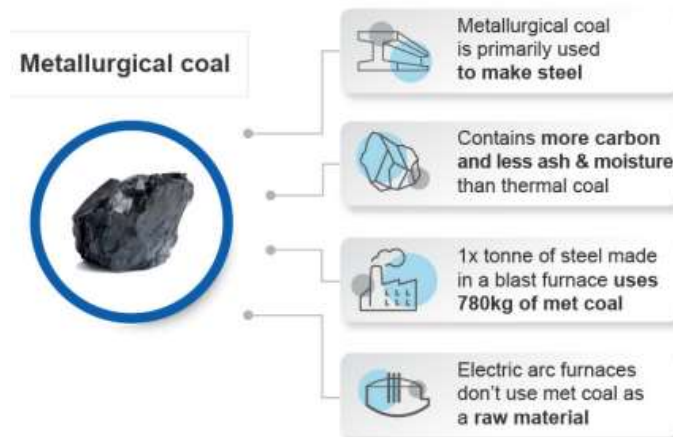 Metallurgical coal
Metallurgical coal
is primarily used
to make steel
Contains more carbon
and less ash & moisture
than thermal coal
1x tonne of steel made
in a blast furnace uses
780kg of met coal
Electric arc furnaces
don't use met coal as
a raw material